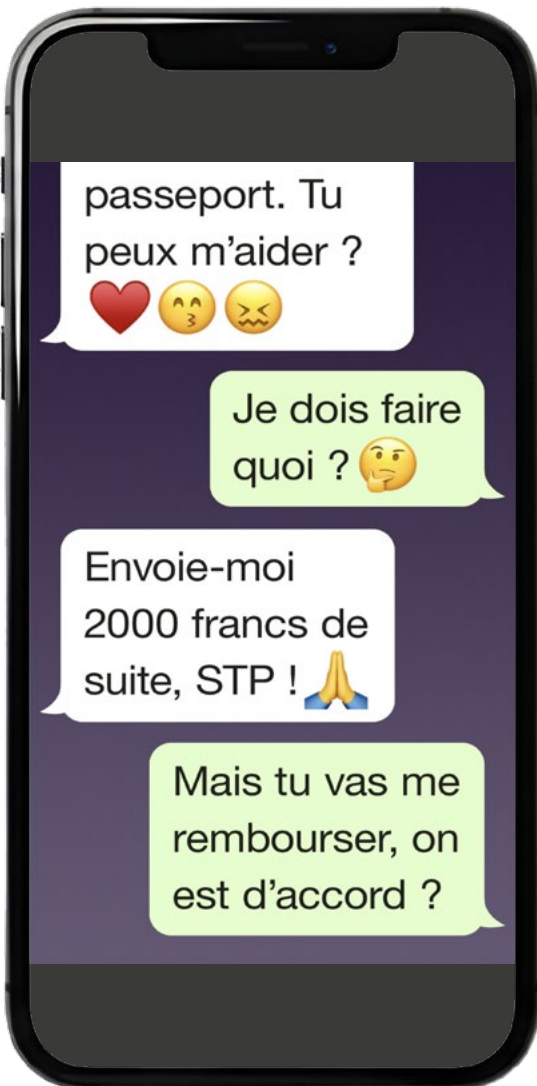 passeport. Tu
peux m’aider ?
❤️😙😖
Je dois faire
quoi ? 🤔
Envoie-moi
2000 francs de
suite, STP ! 🙏
Mais tu vas me
rembourser, on
est d’accord ?